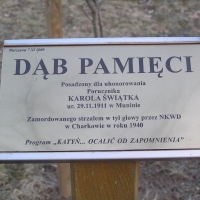 DĄB PAMIĘCI
Posadzony dla uhonorowania
Porucznika
KAROLA ŚWIĄTKA
ur. 29.11.1911 w Muninie
Zamordowanego strzałem w tył głowy przez NKWD
w Charkowie w roku 1940
Program „KATYŃ... OCALIĆ OD ZAPOMNIENIA”